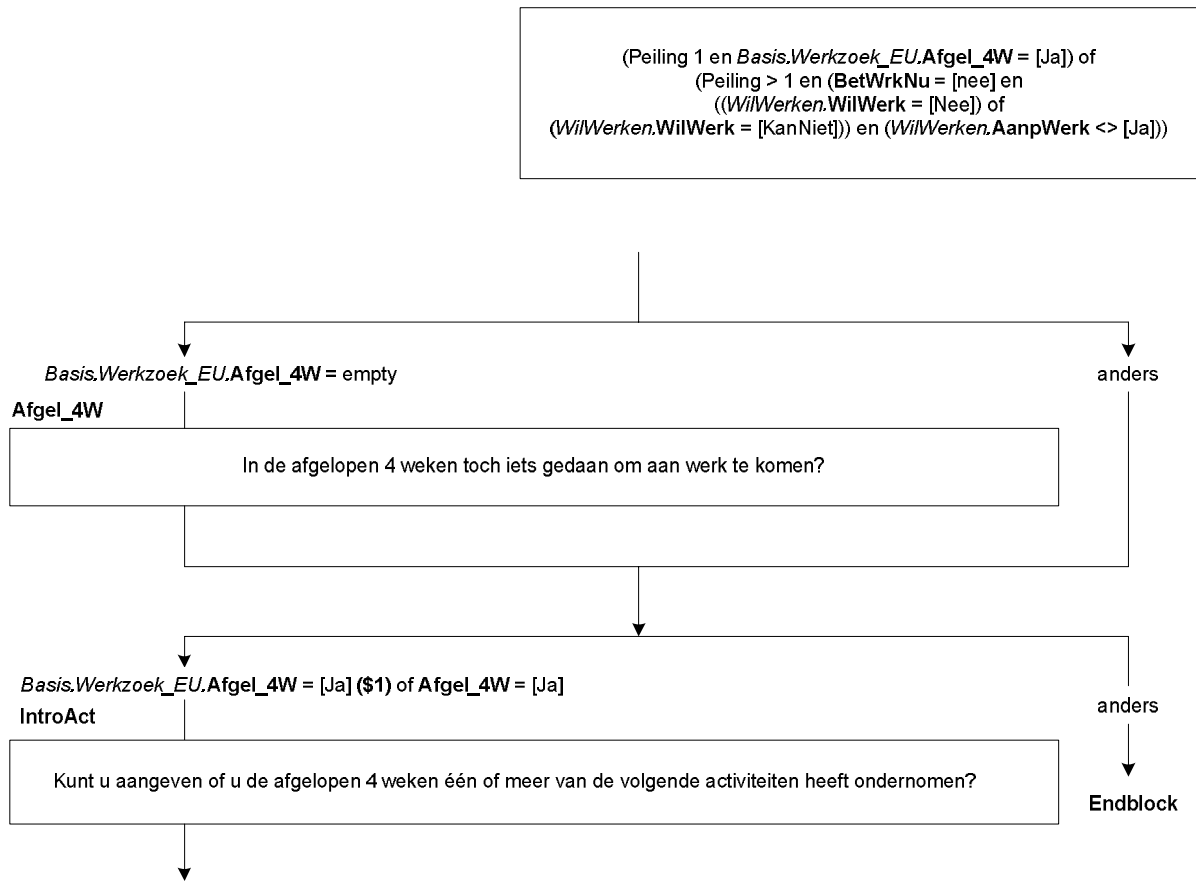 (Peiling 1 en Basis.Werkzoek_EU.Afgel_4W = [Ja]) of
(Peiling > 1 en (BetWrkNu = [nee] en
((WilWerken.WilWerk = [Nee]) of
(WilWerken.WilWerk = [KanNiet])) en (WilWerken.AanpWerk <> [Ja]))
Basis.Werkzoek_EU.Afgel_4W = empty
anders
Afgel_4W
In de afgelopen 4 weken toch iets gedaan om aan werk te komen?
Basis.Werkzoek_EU.Afgel_4W = [Ja] ($1) of Afgel_4W = [Ja]
anders
IntroAct
Kunt u aangeven of u de afgelopen 4 weken één of meer van de volgende activiteiten heeft ondernomen?
Endblock